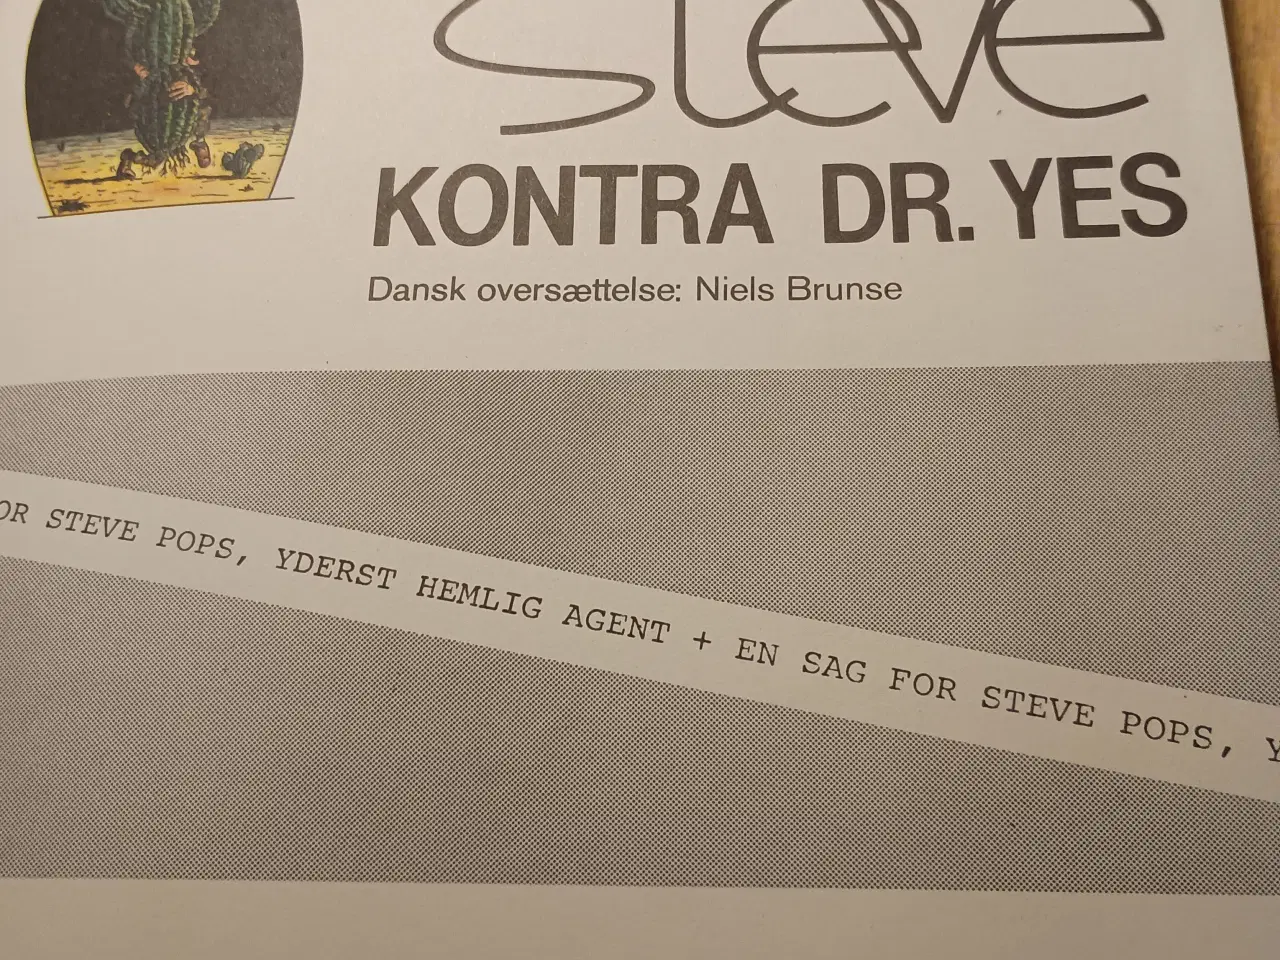 Steve
KONTRA DR. YES
Dansk oversættelse: Niels Brunse
OR STEVE POPS, YDERST HEMLIG AGENT + EN SAG FOR STEVE POPS, Y